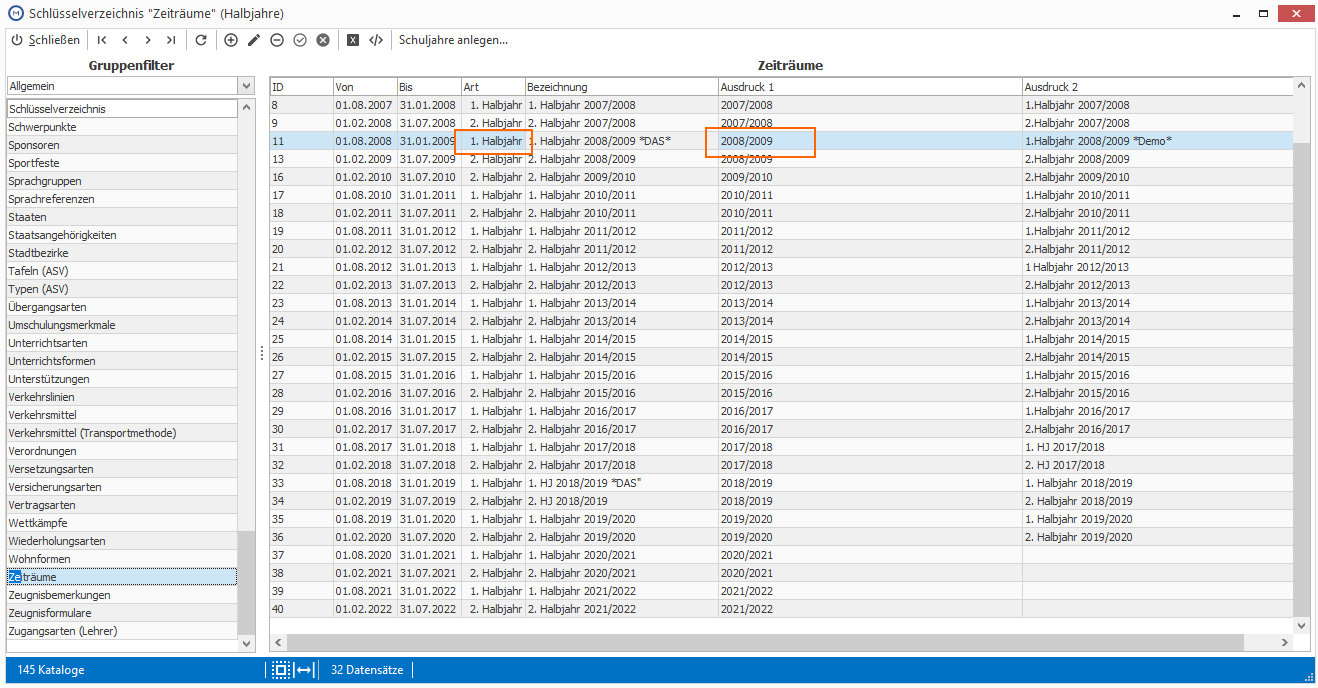 Schlüsselverzeichnis "Zeiträume" (Halbjahre)
Schließen Schuljahre anlegen...
Gruppenfilter
Allgemein
Schlüsselverzeichnis
Schwerpunkte
Sponsoren
Sportfeste
Sprachgruppen
Sprachreferenzen
Staaten
Staatsangehörigkeiten
Stadtbezirke
Tafeln (ASV)
Typen (ASV)
Übergangsarten
Umschulungsmerkmale
Unterrichtsarten
Unterrichtsformen
Unterstützungen
Verkehrslinien
Verkehrsmittel
Verkehrsmittel (Transportmethode)
Verordnungen
Versetzungsarten
Versicherungsarten
Vertragsarten
Wettkämpfe
Wiederholungsarten
Wohnformen
Zeiträume
Zeugnisbemerkungen
Zeugnisformulare
Zugangsarten (Lehrer)
Zeiträume
ID Von Bis Art Bezeichnung Ausdruck 1 Ausdruck 2
8 01.08.2007 31.01.2008 1. Halbjahr 1. Halbjahr 2007/2008 2007/2008 1.Halbjahr 2007/2008
9 01.02.2008 31.07.2008 2. Halbjahr 2. Halbjahr 2007/2008 2007/2008 2.Halbjahr 2007/2008
11 01.08.2008 31.01.2009 1. Halbjahr 1. Halbjahr 2008/2009 *DAS* 2008/2009 1.Halbjahr 2008/2009 *Demo*
13 01.02.2009 31.07.2009 2. Halbjahr 2. Halbjahr 2008/2009 2008/2009 2.Halbjahr 2008/2009
16 01.02.2010 31.07.2010 2. Halbjahr 2. Halbjahr 2009/2010 2009/2010 2.Halbjahr 2009/2010
17 01.08.2010 31.01.2011 1. Halbjahr 1. Halbjahr 2010/2011 2010/2011 1.Halbjahr 2010/2011
18 01.02.2011 31.07.2011 2. Halbjahr 2. Halbjahr 2010/2011 2010/2011 2.Halbjahr 2010/2011
19 01.08.2011 31.01.2012 1. Halbjahr 1. Halbjahr 2011/2012 2011/2012 1.Halbjahr 2011/2012
20 01.02.2012 31.07.2012 2. Halbjahr 2. Halbjahr 2011/2012 2011/2012 2.Halbjahr 2011/2012
21 01.08.2012 31.01.2013 1. Halbjahr 1. Halbjahr 2012/2013 2012/2013 1 Halbjahr 2012/2013
22 01.02.2013 31.07.2013 2. Halbjahr 2. Halbjahr 2012/2013 2012/2013 2.Halbjahr 2012/2013
23 01.08.2013 31.01.2014 1. Halbjahr 1. Halbjahr 2013/2014 2013/2014 1.Halbjahr 2013/2014
24 01.02.2014 31.07.2014 2. Halbjahr 2. Halbjahr 2013/2014 2013/2014 2.Halbjahr 2013/2014
25 01.08.2014 31.01.2015 1. Halbjahr 1. Halbjahr 2014/2015 2014/2015 1.Halbjahr 2014/2015
26 01.02.2015 31.07.2015 2. Halbjahr 2. Halbjahr 2014/2015 2014/2015 2.Halbjahr 2014/2015
27 01.08.2015 31.01.2016 1. Halbjahr 1. Halbjahr 2015/2016 2015/2016 1.Halbjahr 2015/2016
28 01.02.2016 31.07.2016 2. Halbjahr 2. Halbjahr 2015/2016 2015/2016 2.Halbjahr 2015/2016
29 01.08.2016 31.01.2017 1. Halbjahr 1. Halbjahr 2016/2017 2016/2017 1.Halbjahr 2016/2017
30 01.02.2017 31.07.2017 2. Halbjahr 2. Halbjahr 2016/2017 2016/2017 2.Halbjahr 2016/2017
31 01.08.2017 31.01.2018 1. Halbjahr 1. Halbjahr 2017/2018 2017/2018 1. HJ 2017/2018
32 01.02.2018 31.07.2018 2. Halbjahr 2. Halbjahr 2017/2018 2017/2018 2. HJ 2017/2018
33 01.08.2018 31.01.2019 1. Halbjahr 1. HJ 2018/2019 *DAS" 2018/2019 1. Halbjahr 2018/2019
34 01.02.2019 31.07.2019 2. Halbjahr 2. HJ 2018/2019 2018/2019 2. Halbjahr 2018/2019
35 01.08.2019 31.01.2020 1. Halbjahr 1. Halbjahr 2019/2020 2019/2020 1. Halbjahr 2019/2020
36 01.02.2020 31.07.2020 2. Halbjahr 2. Halbjahr 2019/2020 2019/2020 2. Halbjahr 2019/2020
37 01.08.2020 31.01.2021 1. Halbjahr 1. Halbjahr 2020/2021 2020/2021
38 01.02.2021 31.07.2021 2. Halbjahr 2. Halbjahr 2020/2021 2020/2021
39 01.08.2021 31.01.2022 1. Halbjahr 1. Halbjahr 2021/2022 2021/2022
40 01.02.2022 31.07.2022 2. Halbjahr 2. Halbjahr 2021/2022 2021/2022
145 Kataloge 32 Datensätze